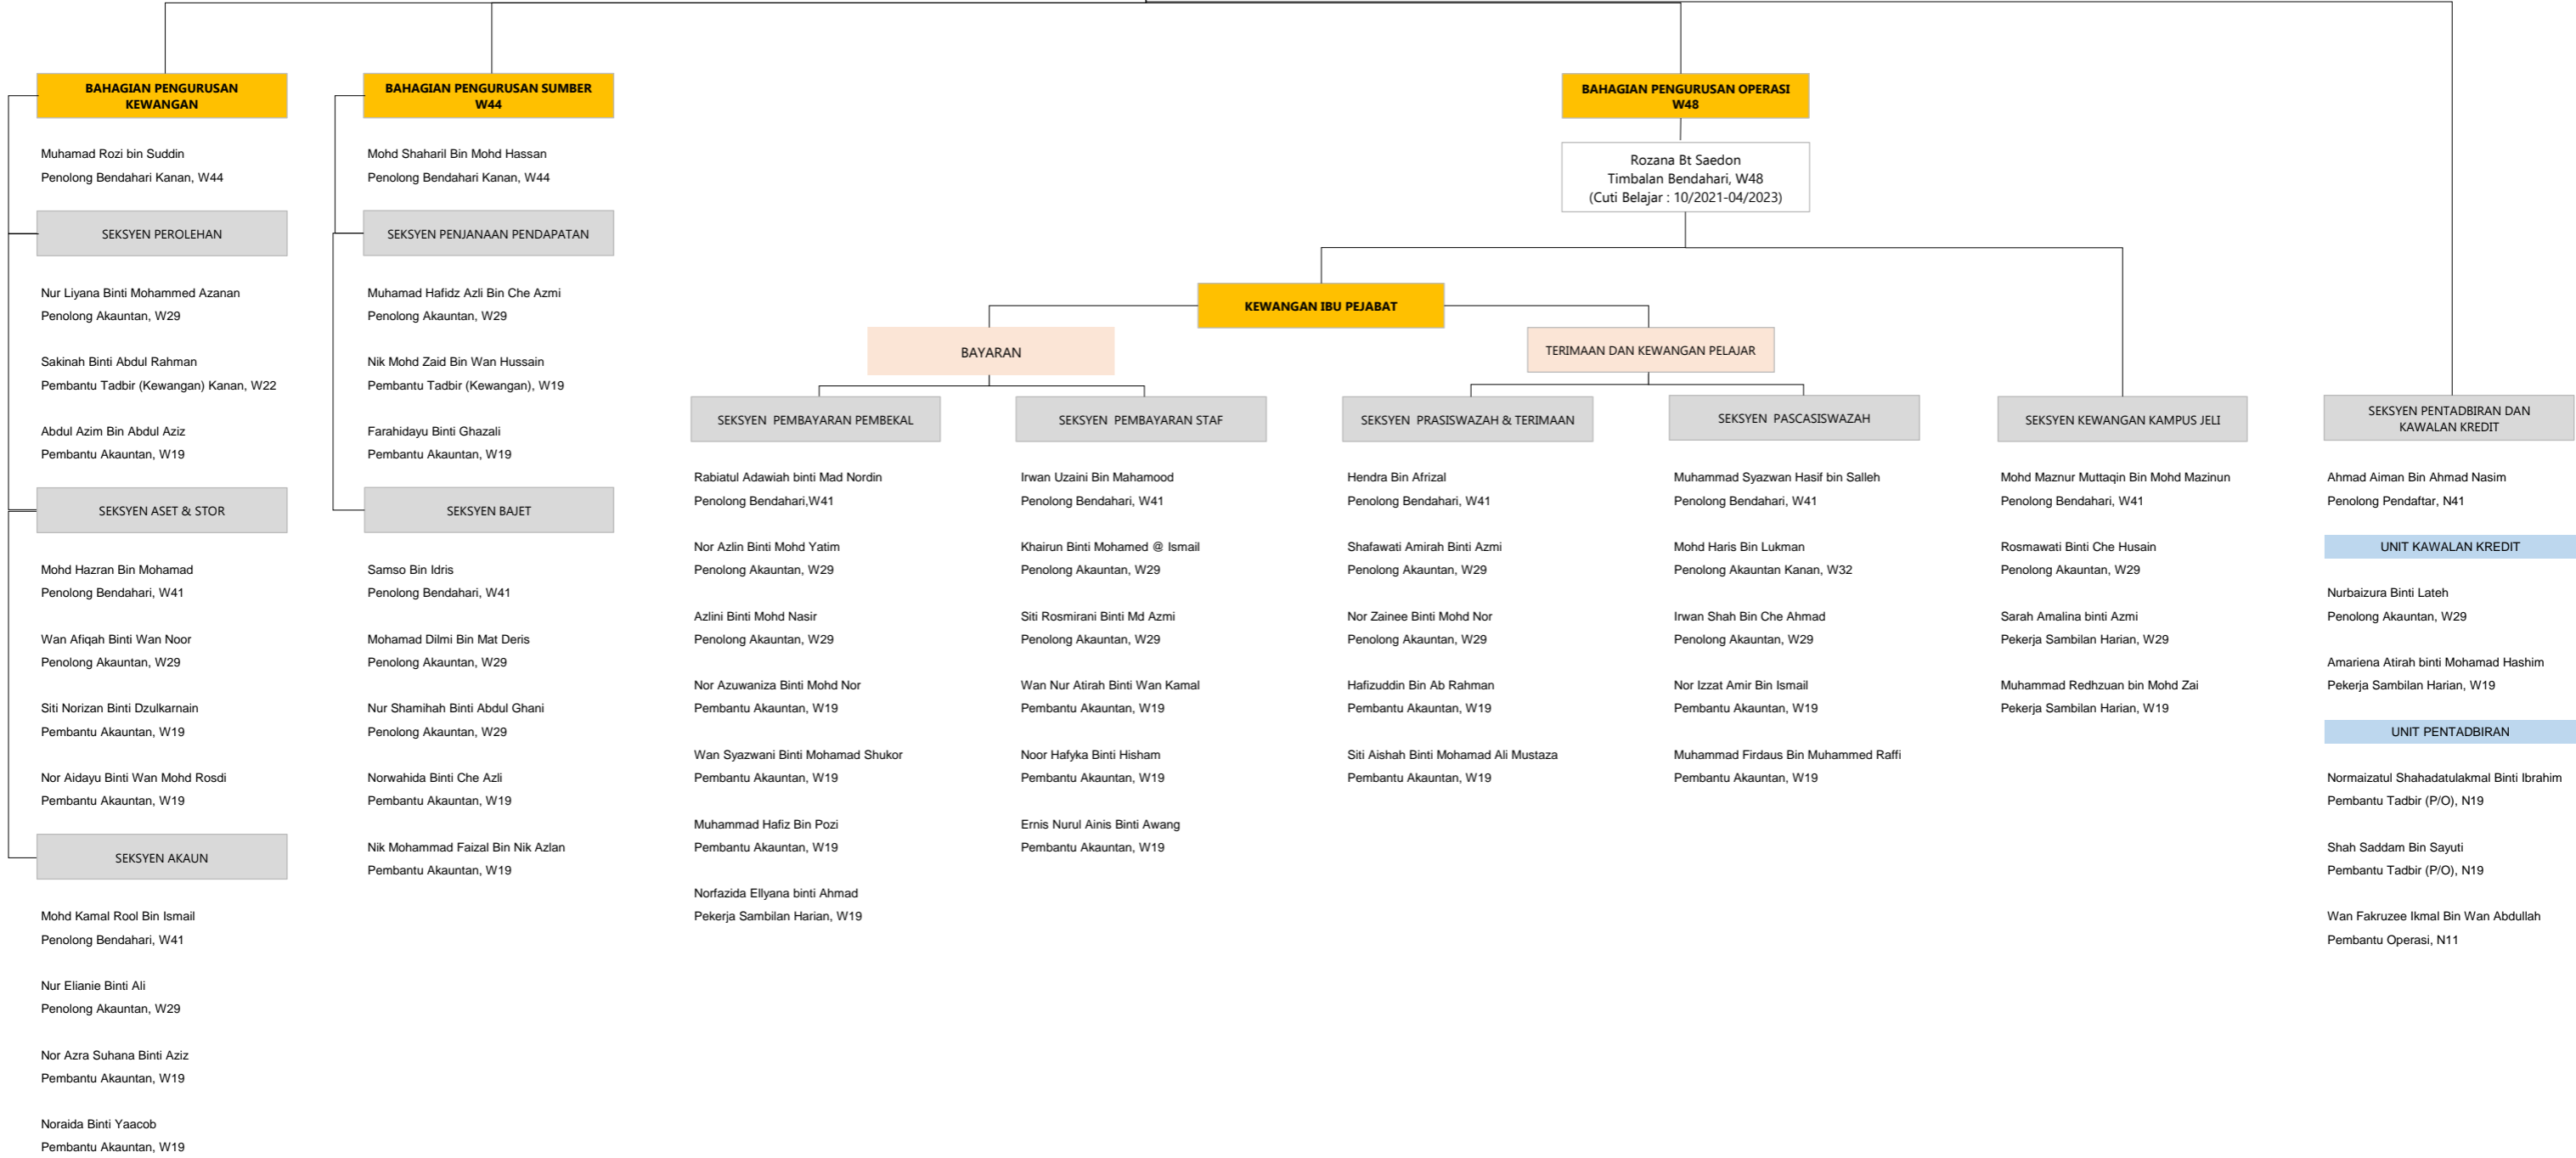 BAHAGIAN PENGURUSAN
KEWANGAN
Muhamad Rozi bin Suddin
Penolong Bendahari Kanan, W44
SEKSYEN PEROLEHAN
Nur Liyana Binti Mohammed Azanan
Penolong Akauntan, W29
Sakinah Binti Abdul Rahman
Pembantu Tadbir (Kewangan) Kanan, W22
Abdul Azim Bin Abdul Aziz
Pembantu Akauntan, W19
SEKSYEN ASET & STOR
Mohd Hazran Bin Mohamad
Penolong Bendahari, W41
Wan Afiqah Binti Wan Noor
Penolong Akauntan, W29
Siti Norizan Binti Dzulkarnain
Pembantu Akauntan, W19
Nor Aidayu Binti Wan Mohd Rosdi
Pembantu Akauntan, W19
SEKSYEN AKAUN
Mohd Kamal Rool Bin Ismail
Penolong Bendahari, W41
Nur Elianie Binti Ali
Penolong Akauntan, W29
Nor Azra Suhana Binti Aziz
Pembantu Akauntan, W19
Noraida Binti Yaacob
Pembantu Akauntan, W19
BAHAGIAN PENGURUSAN SUMBER
W44
Mohd Shaharil Bin Mohd Hassan
Penolong Bendahari Kanan, W44
SEKSYEN PENJANAAN PENDAPATAN
Muhamad Hafidz Azli Bin Che Azmi
Penolong Akauntan, W29
Nik Mohd Zaid Bin Wan Hussain
Pembantu Tadbir (Kewangan), W19
Farahidayu Binti Ghazali
Pembantu Akauntan, W19
SEKSYEN BAJET
Samso Bin Idris
Penolong Bendahari, W41
Mohamad Dilmi Bin Mat Deris
Penolong Akauntan, W29
Nur Shamihah Binti Abdul Ghani
Penolong Akauntan, W29
Norwahida Binti Che Azli
Pembantu Akauntan, W19
Nik Mohammad Faizal Bin Nik Azlan
Pembantu Akauntan, W19
BAHAGIAN PENGURUSAN OPERASI
W48
Rozana Bt Saedon
Timbalan Bendahari, W48
(Cuti Belajar : 10/2021-04/2023)
KEWANGAN IBU PEJABAT
BAYARAN
SEKSYEN  PEMBAYARAN PEMBEKAL
Rabiatul Adawiah binti Mad Nordin
Penolong Bendahari,W41
Nor Azlin Binti Mohd Yatim
Penolong Akauntan, W29
Azlini Binti Mohd Nasir
Penolong Akauntan, W29
Nor Azuwaniza Binti Mohd Nor
Pembantu Akauntan, W19
Wan Syazwani Binti Mohamad Shukor
Pembantu Akauntan, W19
Muhammad Hafiz Bin Pozi
Pembantu Akauntan, W19
Norfazida Ellyana binti Ahmad
Pekerja Sambilan Harian, W19
SEKSYEN  PEMBAYARAN STAF
Irwan Uzaini Bin Mahamood
Penolong Bendahari, W41
Khairun Binti Mohamed @ Ismail
Penolong Akauntan, W29
Siti Rosmirani Binti Md Azmi
Penolong Akauntan, W29
Wan Nur Atirah Binti Wan Kamal
Pembantu Akauntan, W19
Noor Hafyka Binti Hisham
Pembantu Akauntan, W19
Ernis Nurul Ainis Binti Awang
Pembantu Akauntan, W19
TERIMAAN DAN KEWANGAN PELAJAR
SEKSYEN  PRASISWAZAH & TERIMAAN
Hendra Bin Afrizal
Penolong Bendahari, W41
Shafawati Amirah Binti Azmi
Penolong Akauntan, W29
Nor Zainee Binti Mohd Nor
Penolong Akauntan, W29
Hafizuddin Bin Ab Rahman
Pembantu Akauntan, W19
Siti Aishah Binti Mohamad Ali Mustaza
Pembantu Akauntan, W19
SEKSYEN  PASCASISWAZAH
Muhammad Syazwan Hasif bin Salleh
Penolong Bendahari, W41
Mohd Haris Bin Lukman
Penolong Akauntan Kanan, W32
Irwan Shah Bin Che Ahmad
Penolong Akauntan, W29
Nor Izzat Amir Bin Ismail
Pembantu Akauntan, W19
Muhammad Firdaus Bin Muhammed Raffi
Pembantu Akauntan, W19
SEKSYEN KEWANGAN KAMPUS JELI
Mohd Maznur Muttaqin Bin Mohd Mazinun
Penolong Bendahari, W41
Rosmawati Binti Che Husain
Penolong Akauntan, W29
Sarah Amalina binti Azmi
Pekerja Sambilan Harian, W29
Muhammad Redhzuan bin Mohd Zai
Pekerja Sambilan Harian, W19
SEKSYEN PENTADBIRAN DAN
KAWALAN KREDIT
Ahmad Aiman Bin Ahmad Nasim
Penolong Pendaftar, N41
UNIT KAWALAN KREDIT
Nurbaizura Binti Lateh
Penolong Akauntan, W29
Amariena Atirah binti Mohamad Hashim
Pekerja Sambilan Harian, W19
UNIT PENTADBIRAN
Normaizatul Shahadatulakmal Binti Ibrahim
Pembantu Tadbir (P/O), N19
Shah Saddam Bin Sayuti
Pembantu Tadbir (P/O), N19
Wan Fakruzee Ikmal Bin Wan Abdullah
Pembantu Operasi, N11